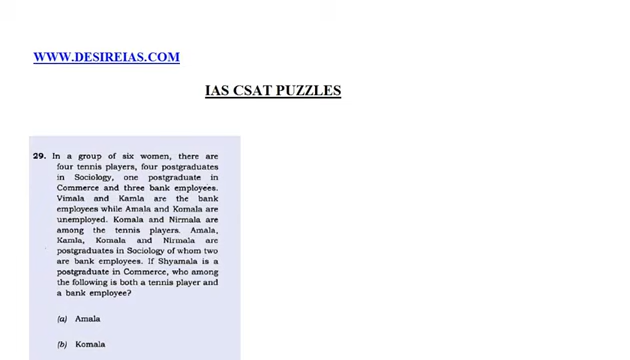 WWW.DESIREIAS.COM
IAS CSAT PUZZLES
29. In a group of six women, there are
four tennis players, four postgraduates
in Sociology, one postgraduate in
Commerce and three bank employees.
Vimala and Kamla are the bank
employees while Amala and Komala are
unemployed. Komala and Nirmala are
among the tennis players. Amala,
Kamla, Komala and Nirmala are
postgraduates in Sociology of whom two
are bank employees. If Shyamala is a
postgraduate in Commerce, who among
the following is both a tennis player and
a bank employee?
(a) Amala
(b) Komala